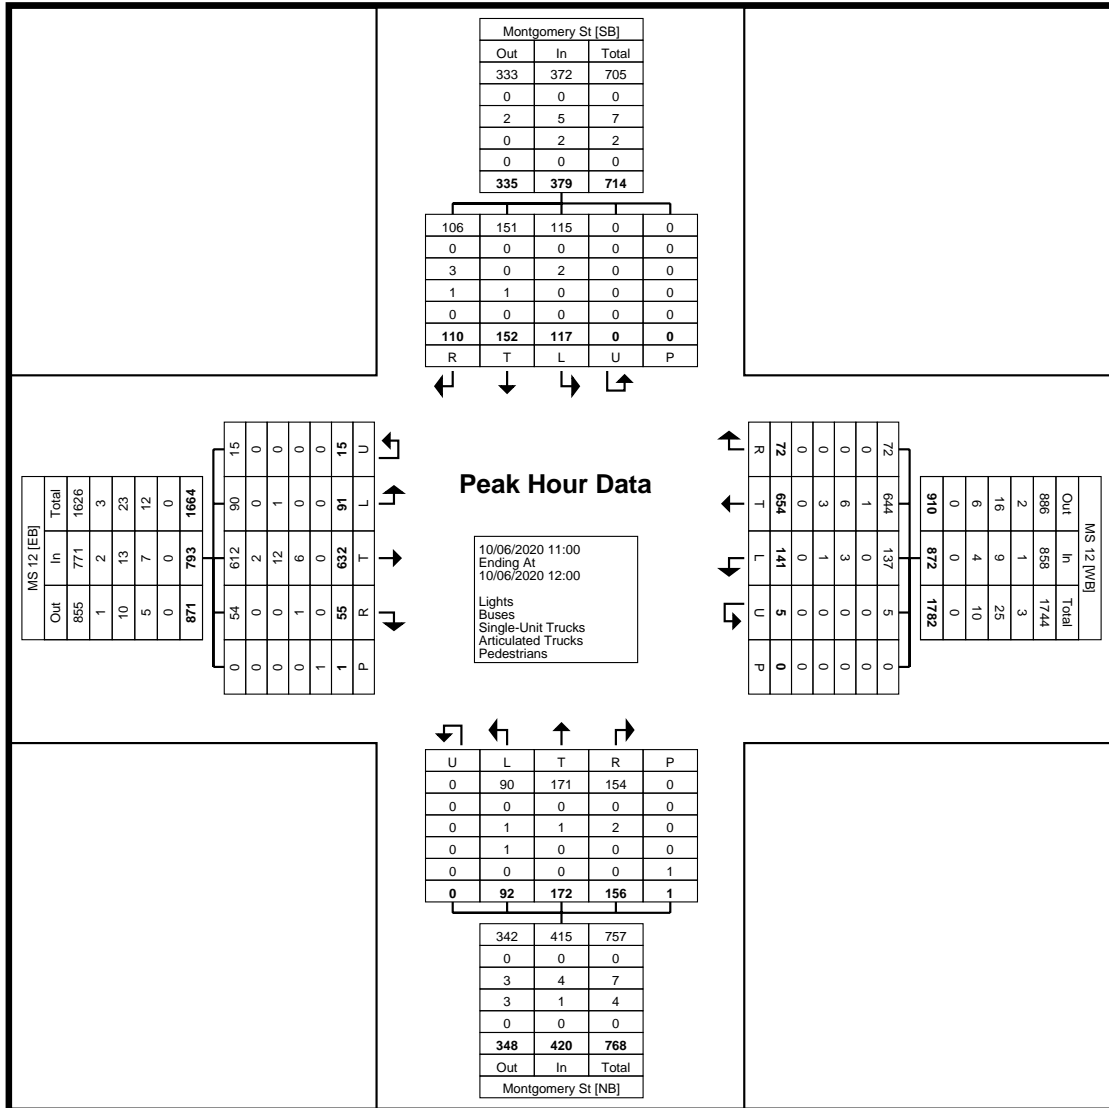 Montgomery St [SB]
Out In Total
333 372 705
0 0 0
2 5 7
0 2 2
0 0 0
335 379 714
106 151 115 0 0
0 0 0 0 0
3 0 2 0 0
1 1 0 0 0
0 0 0 0 0
110 152 117 0 0
R T L U P
MS 12 [EB]
Total In Out
1626 771 855
3 2 1
23 13 10
12 7 5
0 0 0
1664 793 871
15 90 612 54 0
0 0 2 0 0
0 1 12 0 0
0 0 6 1 0
0 0 0 0 1
15 91 632 55 1
U L T R P
Peak Hour Data
10/06/2020 11:00
Ending At
10/06/2020 12:00
Lights
Buses
Single-Unit Trucks
Articulated Trucks
Pedestrians
R T L U P
72 654 141 5 0
0 0 0 0 0
0 3 1 0 0
0 6 3 0 0
0 1 0 0 0
72 644 137 5 0
MS 12 [WB]
Out In Total
886 858 1744
2 1 3
16 9 25
6 4 10
0 0 0
910 872 1782
U L T R P
0 90 171 154 0
0 0 0 0 0
0 1 1 2 0
0 1 0 0 0
0 0 0 0 1
0 92 172 156 1
342 415 757
0 0 0
3 4 7
3 1 4
0 0 0
348 420 768
Out In Total
Montgomery St [NB]